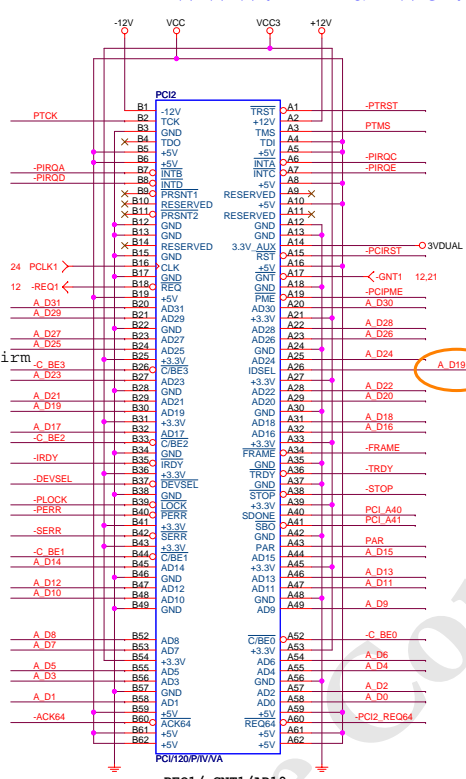 -12V VCC VCC3 +12V
PCI2
B1 -12V TRST A1 -PTRST
PTCK B2 TCK +12V A2
B3 GND TMS A3 PTMS
B4 TDO TDI A4
B5 +5V +5V A5
B6 +5V INTA A6 -PIRQC
-PIRQA B7 INTB INTC A7 -PIRQE
-PIRQD B8 INTD +5V A8
B9 PRSNT1 RESERVED A9
B10 RESERVED +5V A10
B11 PRSNT2 RESERVED A11
B12 GND GND A12
B13 GND GND A13
B14 RESERVED 3.3V_AUX A14 3VDUAL
B15 GND RST A15 -PCIRST
24 PCLK1 B16 CLK +5V A16
B17 GND GNT A17 -GNT1 12,21
12 -REQ1 B18 REQ GND A18
B19 +5V PME A19 -PCIPME
A_D31 B20 AD31 AD30 A20 A_D30
A_D29 B21 AD29 +3.3V A21
B22 GND AD28 A22 A_D28
A_D27 B23 AD27 AD26 A23 A_D26
A_D25 B24 AD25 GND A24
irm
B25 +3.3V AD24 A25 A_D24
-C_BE3 B26 C/BE3 IDSEL A26 A_D19
A_D23 B27 AD23 +3.3V A27
B28 GND AD22 A28 A_D22
A_D21 B29 AD21 AD20 A29 A_D20
A_D19 B30 AD19 GND A30
B31 +3.3V AD18 A31 A_D18
A_D17 B32 AD17 AD16 A32 A_D16
-C_BE2 B33 C/BE2 +3.3V A33
B34 GND FRAME A34 -FRAME
-IRDY B35 IRDY GND A35
B36 +3.3V TRDY A36 -TRDY
-DEVSEL B37 DEVSEL GND A37
B38 GND STOP A38 -STOP
-PLOCK B39 LOCK +3.3V A39
-PERR B40 PERR SDONE A40 PCI_A40
B41 +3.3V SBO A41 PCI_A41
-SERR B42 SERR GND A42
B43 +3.3V PAR A43 PAR
-C_BE1 B44 C/BE1 AD15 A44 A_D15
A_D14 B45 AD14 +3.3V A45
B46 GND AD13 A46 A_D13
A_D12 B47 AD12 AD11 A47 A_D11
A_D10 B48 AD10 GND A48
B49 GND AD9 A49 A_D9
A_D8 B52 AD8 C/BE0 A52 -C_BE0
A_D7 B53 AD7 +3.3V A53
B54 +3.3V AD6 A54 A_D6
A_D5 B55 AD5 AD4 A55 A_D4
A_D3 B56 AD3 GND A56
B57 GND AD2 A57 A_D2
A_D1 B58 AD1 AD0 A58 A_D0
B59 +5V +5V A59
-ACK64 B60 ACK64 REQ64 A60 -PCI2_REQ64
B61 +5V +5V A61
B62 +5V +5V A62
PCI/120/P/IV/VA